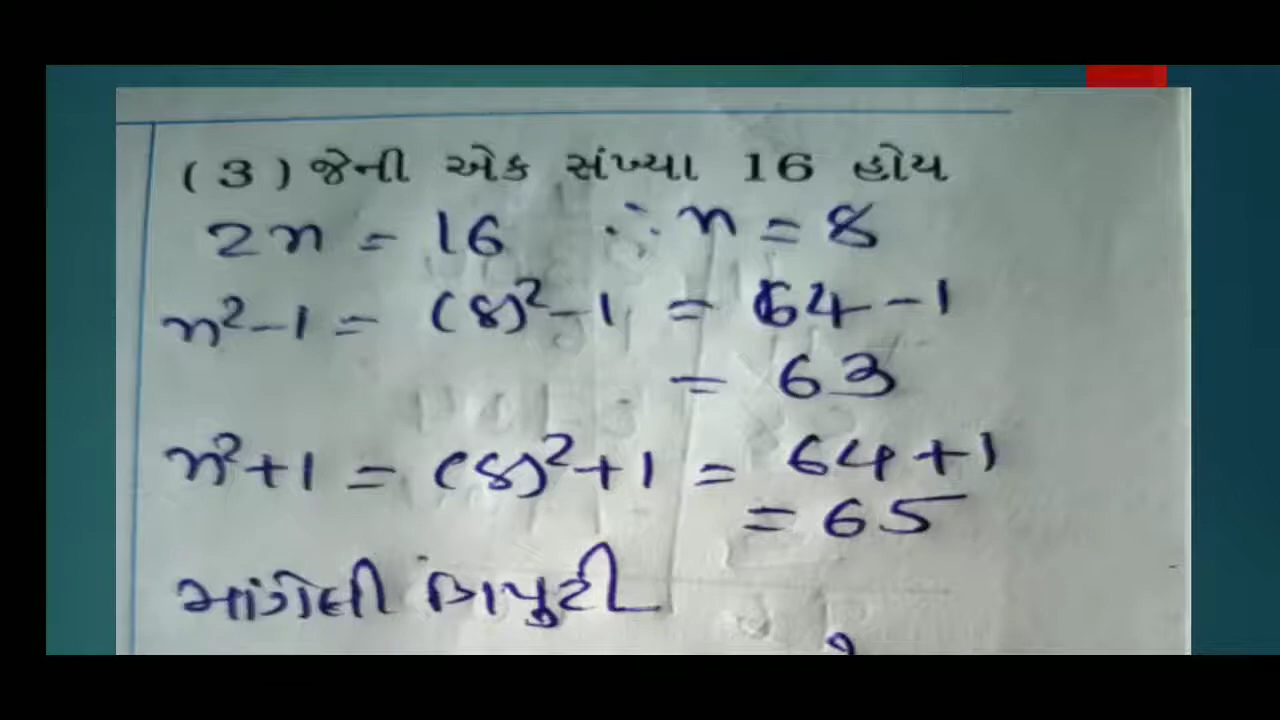 (3) જેની એક સંખ્યા 16 હોય
2n = 16 ∴ n = 8
n²-1 = (8)²-1 = 64-1
= 63
n²+1 = (8)²+1 = 64+1
= 65
માંગેલી ત્રિપુટી